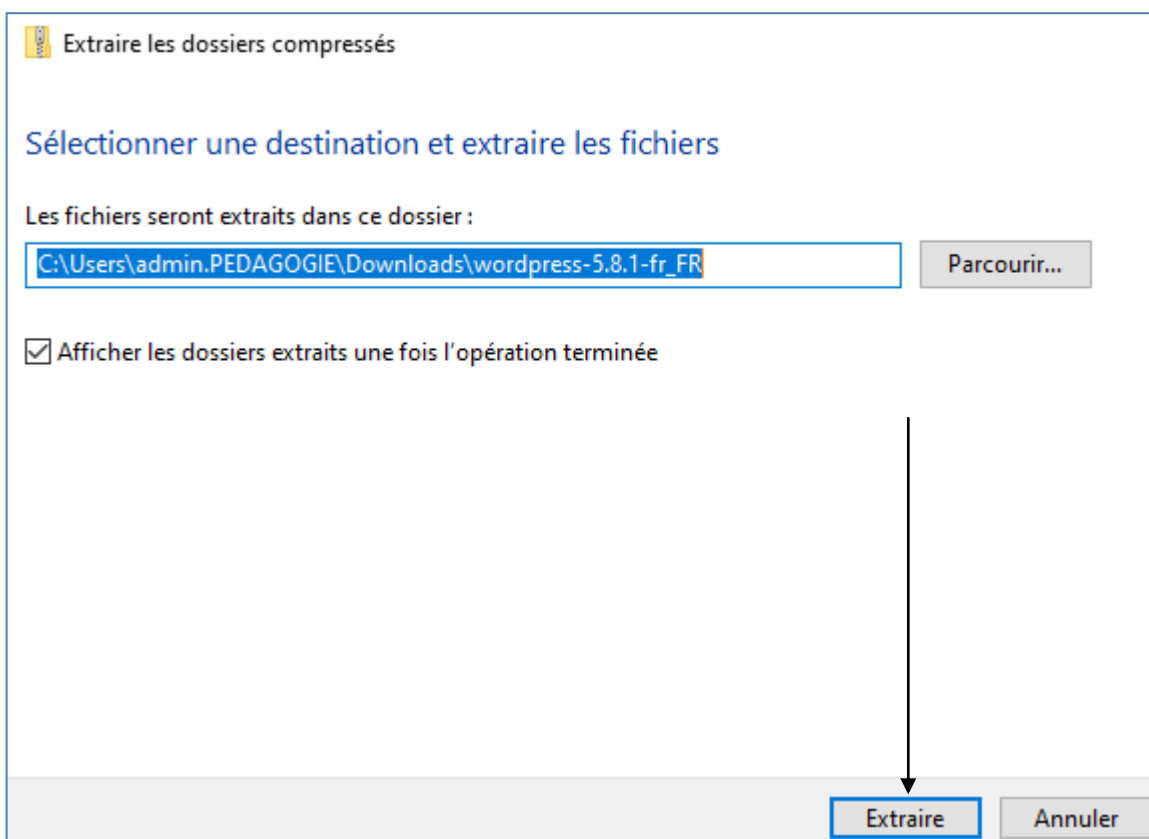 Extraire les dossiers compressés
Sélectionner une destination et extraire les fichiers
Les fichiers seront extraits dans ce dossier :
C:\Users\admin.PEDAGOGIE\Downloads\wordpress-5.8.1-fr_FR
Parcourir...
Afficher les dossiers extraits une fois l'opération terminée
Extraire
Annuler